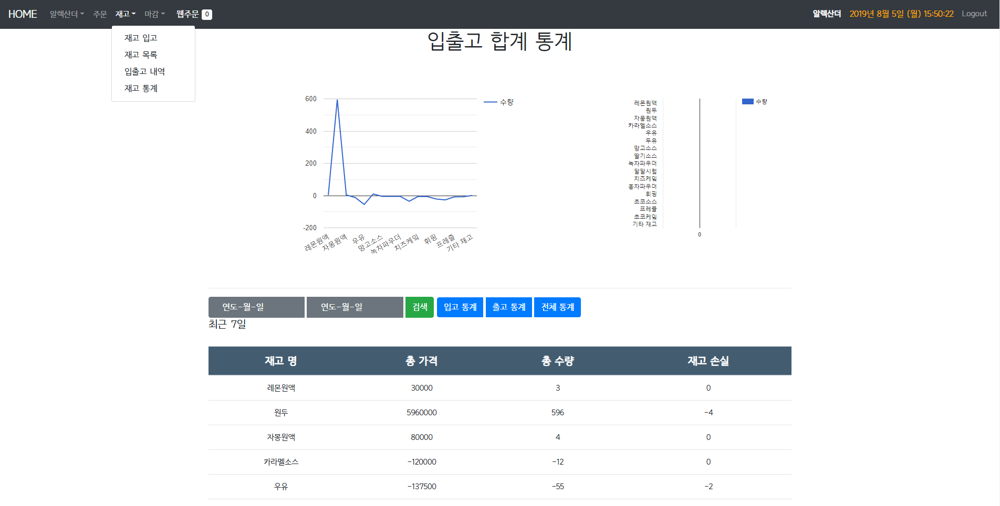 HOME 알렉산더 주문 재고 마감 웹주문 0 알렉산더 2019년 8월 5일 (월) 15:50:22 Logout
재고 입고
재고 목록
입출고 내역
재고 통계
입출고 합계 통계
600
400
200
0
-200
수량
레몬원액
자몽원액
우유
망고소스
녹차파우더
치즈케잌
휘핑
프레즐
기타 재고
레몬원액
원두
자몽원액
카라멜소스
우유
두유
망고소스
딸기소스
녹차파우더
달달시럽
치즈케잌
홍차파우더
휘핑
초코소스
프레즐
초코케잌
기타 재고
0
수량
연도-월-일 연도-월-일 검색 입고 통계 출고 통계 전체 통계
최근 7일
재고 명 총 가격 총 수량 재고 손실
레몬원액 30000 3 0
원두 5960000 596 -4
자몽원액 80000 4 0
카라멜소스 -120000 -12 0
우유 -137500 -55 -2